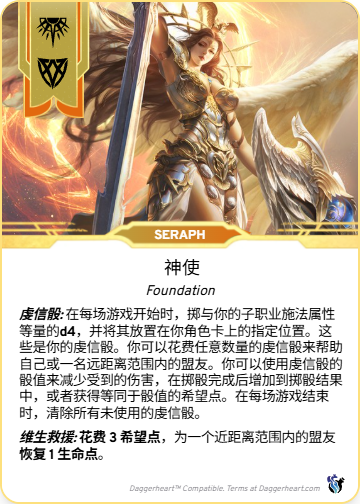 SERAPH
神使
Foundation
虔信骰:在每场游戏开始时，掷与你的子职业施法属性
等量的d4，并将其放置在你角色卡上的指定位置。这
些是你的虔信骰。你可以花费任意数量的虔信骰来帮助
自己或一名远距离范围内的盟友。你可以使用虔信骰的
骰值来减少受到的伤害，在掷骰完成后增加到掷骰结果
中，或者获得等同于骰值的希望点。在每场游戏结束
时，清除所有未使用的虔信骰。
维生救援: 花费 3 希望点，为一个近距离范围内的盟友
恢复 1 生命点。
Daggerheart™ Compatible. Terms at Daggerheart.com